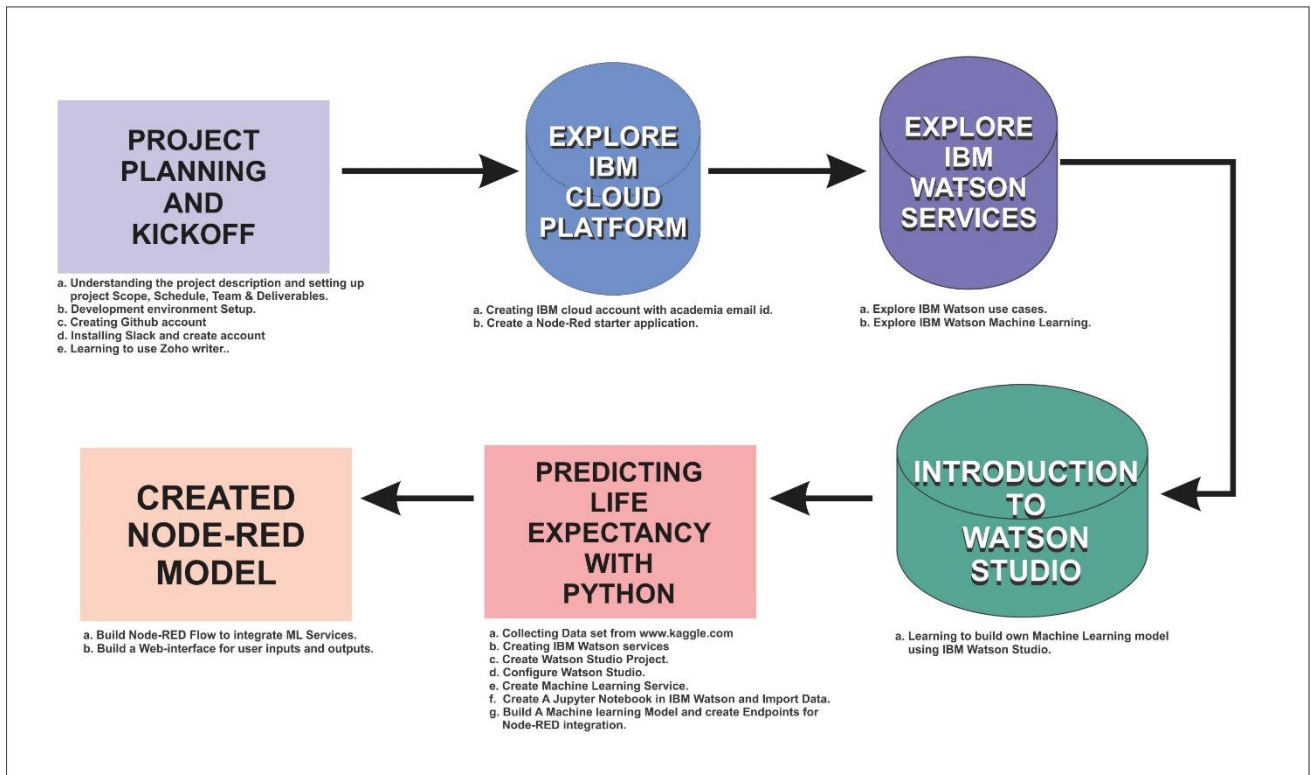 PROJECT
PLANNING
AND
KICKOFF
a. Understanding the project description and setting up
project Scope, Schedule, Team & Deliverables.
b. Development environment Setup.
c. Creating Github account
d. Installing Slack and create account
e. Learning to use Zoho writer..
EXPLORE
IBM
CLOUD
PLATFORM
a. Creating IBM cloud account with academia email id.
b. Create a Node-Red starter application.
EXPLORE
IBM
WATSON
SERVICES
a. Explore IBM Watson use cases.
b. Explore IBM Watson Machine Learning.
INTRODUCTION
TO
WATSON
STUDIO
a. Learning to build own Machine Learning model
using IBM Watson Studio.
PREDICTING
LIFE
EXPECTANCY
WITH
PYTHON
a. Collecting Data set from www.kaggle.com
b. Creating IBM Watson services
c. Create Watson Studio Project.
d. Configure Watson Studio.
e. Create Machine Learning Service.
f. Create A Jupyter Notebook in IBM Watson and Import Data.
g. Build A Machine learning Model and create Endpoints for
Node-RED integration.
CREATED
NODE-RED
MODEL
a. Build Node-RED Flow to integrate ML Services.
b. Build a Web-interface for user inputs and outputs.